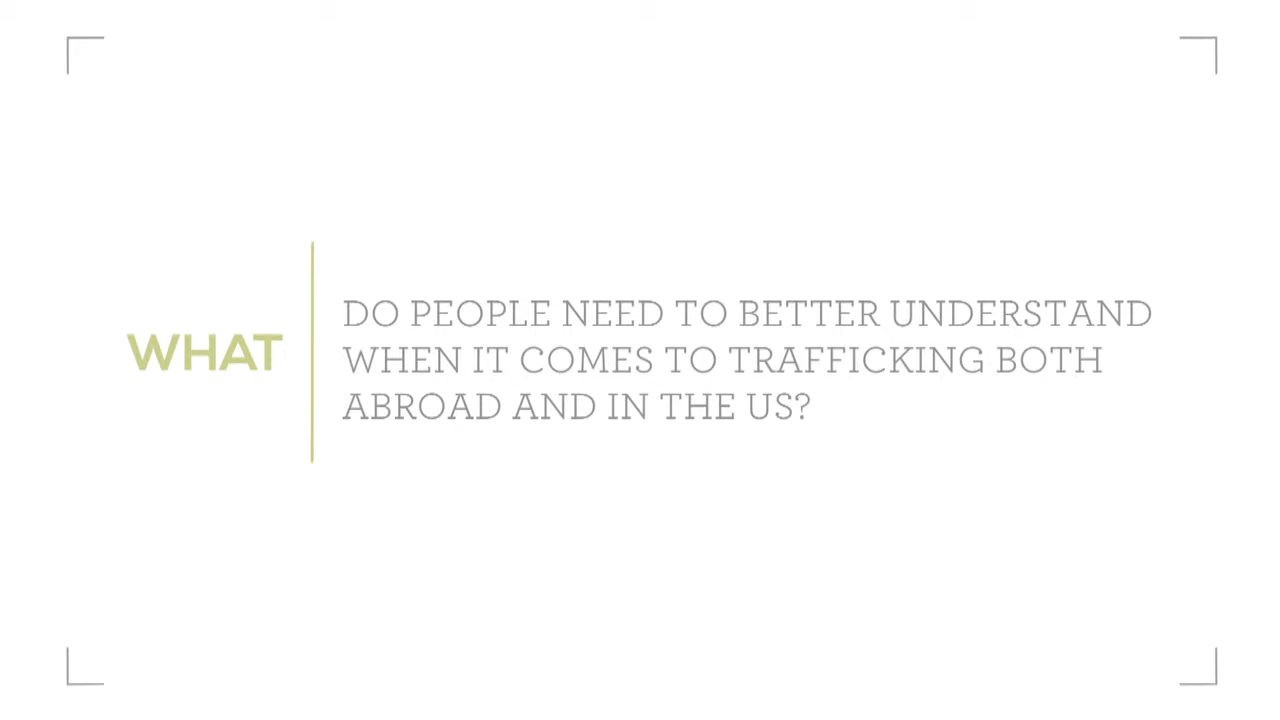 WHAT
DO PEOPLE NEED TO BETTER UNDERSTAND
WHEN IT COMES TO TRAFFICKING BOTH
ABROAD AND IN THE US?